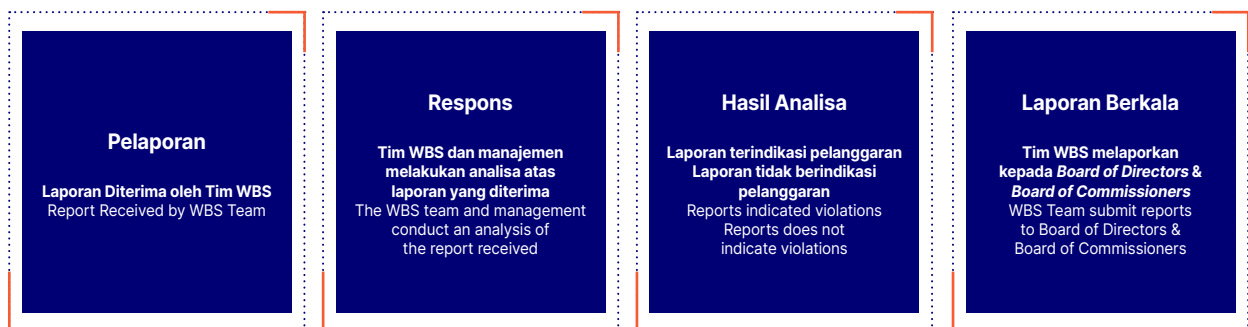 Pelaporan
Laporan Diterima oleh Tim WBS
Report Received by WBS Team
Respons
Tim WBS dan manajemen
melakukan analisa atas
laporan yang diterima
The WBS team and management
conduct an analysis of
the report received
Hasil Analisa
Laporan terindikasi pelanggaran
Laporan tidak berindikasi
pelanggaran
Reports indicated violations
Reports does not
indicate violations
Laporan Berkala
Tim WBS melaporkan
kepada Board of Directors &
Board of Commissioners
WBS Team submit reports
to Board of Directors &
Board of Commissioners